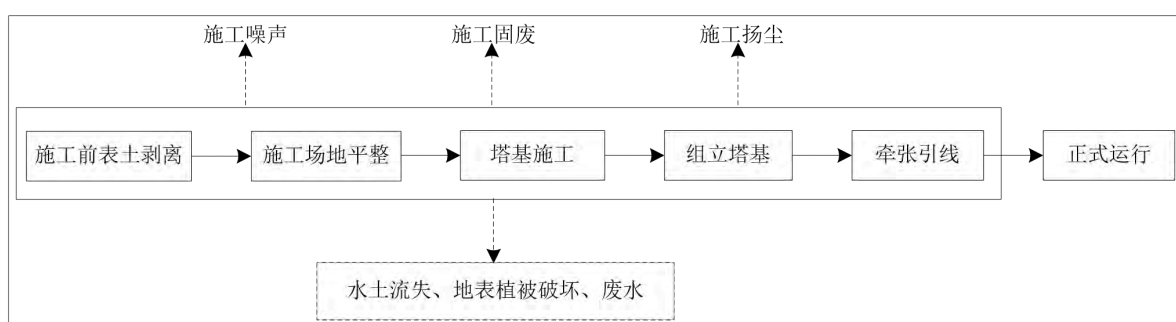 施工噪声
施工固废
施工扬尘
施工前表土剥离
施工场地平整
塔基施工
组立塔基
牵张引线
正式运行
水土流失、地表植被破坏、废水